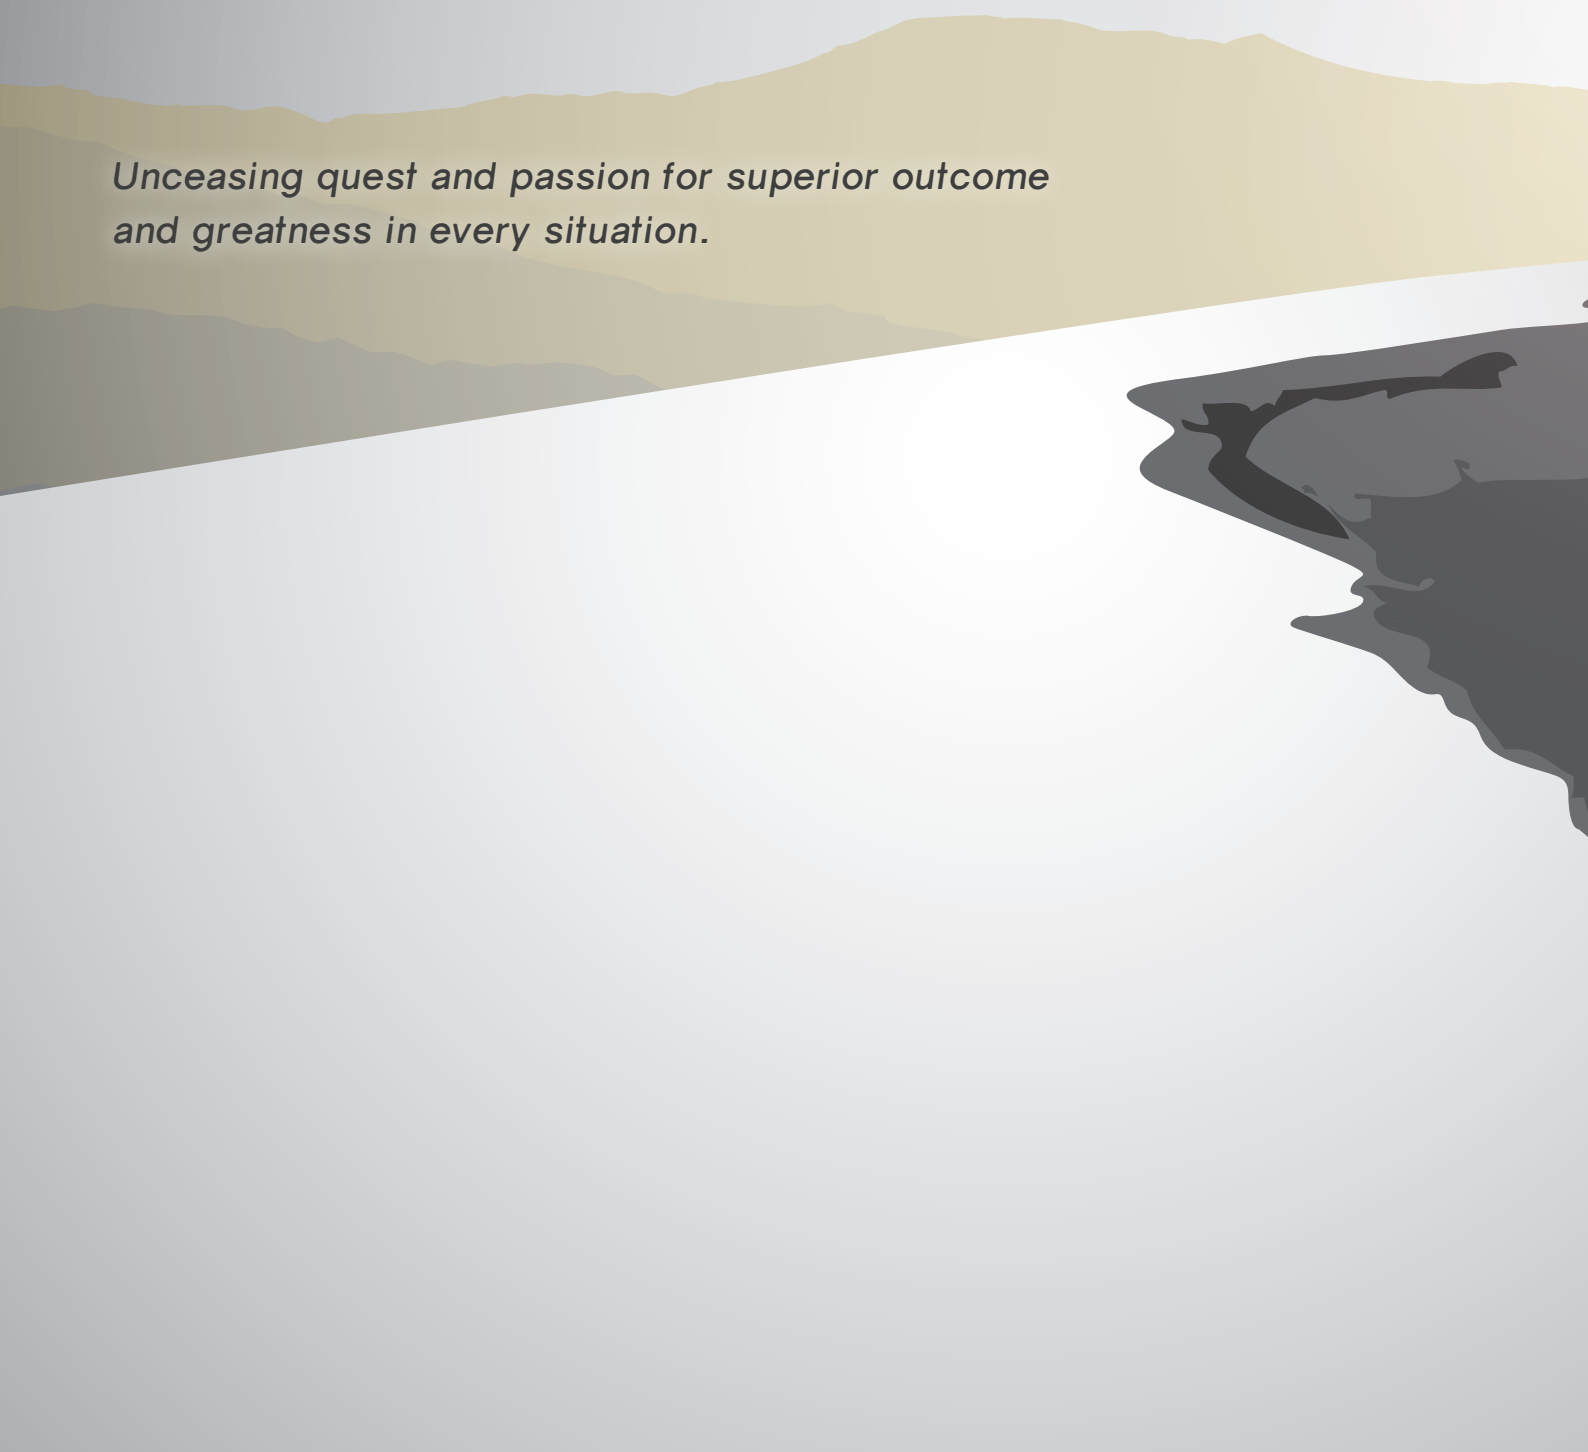 Unceasing quest and passion for superior outcome
and greatness in every situation.